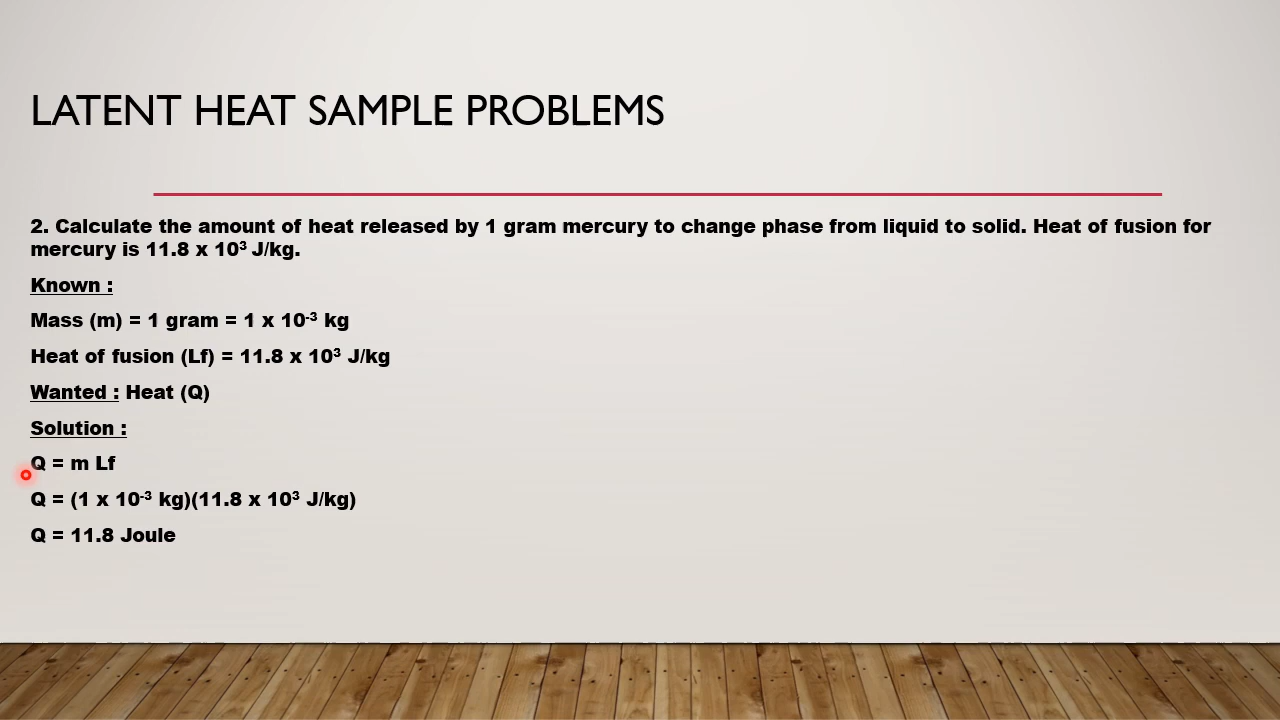 LATENT HEAT SAMPLE PROBLEMS
2. Calculate the amount of heat released by 1 gram mercury to change phase from liquid to solid. Heat of fusion for
mercury is 11.8 x 10³ J/kg.
Known :
Mass (m) = 1 gram = 1 x 10⁻³ kg
Heat of fusion (Lf) = 11.8 x 10³ J/kg
Wanted : Heat (Q)
Solution :
Q = m Lf
Q = (1 x 10⁻³ kg)(11.8 x 10³ J/kg)
Q = 11.8 Joule